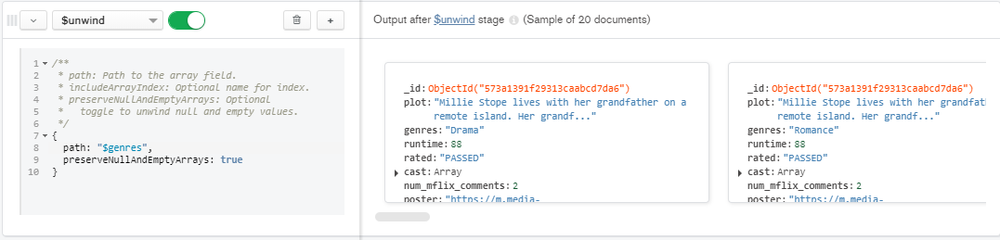 $unwind
+
1 /**
2 * path: Path to the array field.
3 * includeArrayIndex: Optional name for index.
4 * preserveNullAndEmptyArrays: Optional
5 *   toggle to unwind null and empty values.
6 */
7 {
8   path: "$genres",
9   preserveNullAndEmptyArrays: true
10 }
Output after $unwind stage (Sample of 20 documents)
_id: ObjectId("573a1391f29313caabcd7da6")
plot: "Millie Stope lives with her grandfather on a
remote island. Her grandf..."
genres: "Drama"
runtime: 88
rated: "PASSED"
cast: Array
num_mflix_comments: 2
poster: "https://m.media-
_id: ObjectId("573a1391f29313caabcd7da6")
plot: "Millie Stope lives with her grandfat
remote island. Her grandf..."
genres: "Romance"
runtime: 88
rated: "PASSED"
cast: Array
num_mflix_comments: 2
poster: "https://m.media-